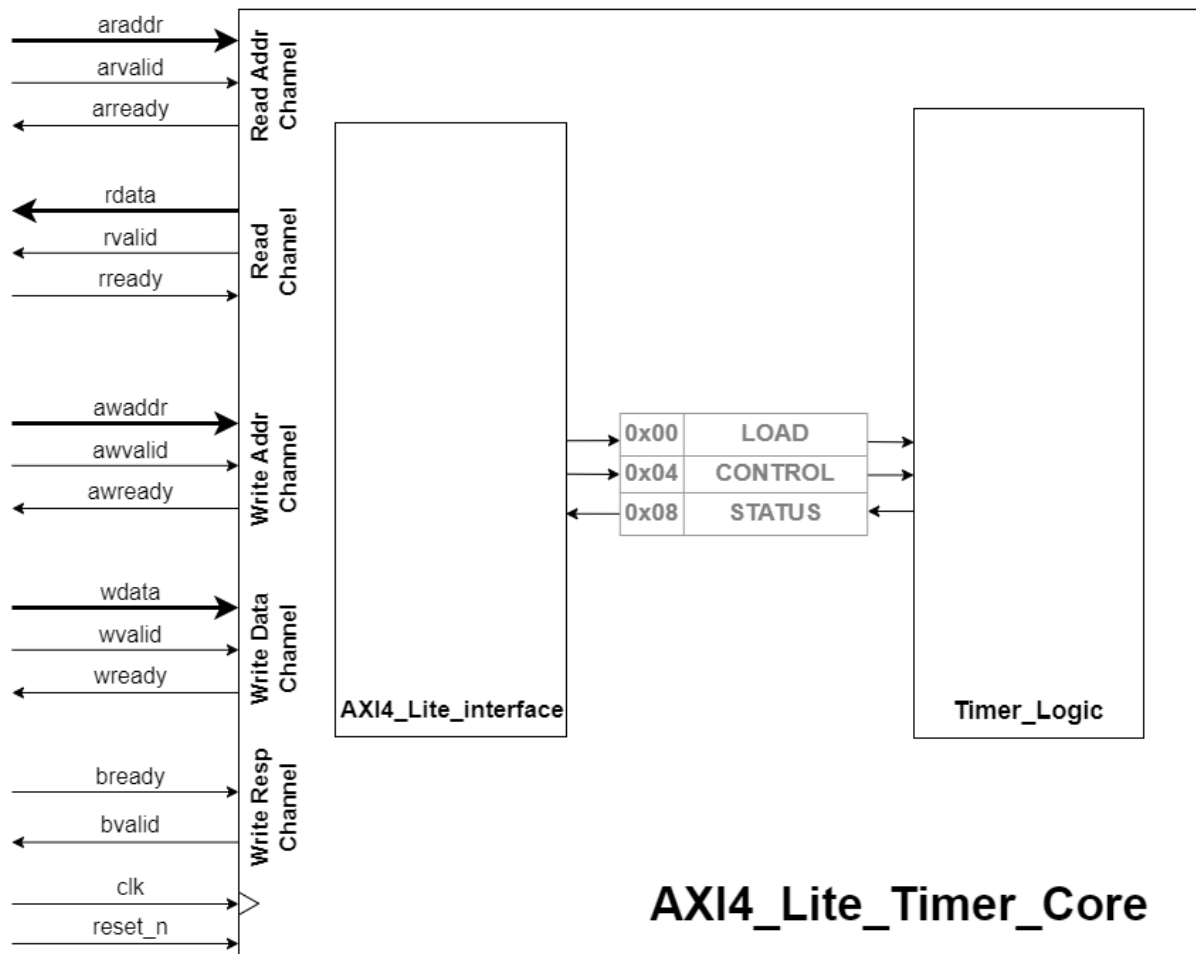 araddr
arvalid
arready
Read Addr
Channel
rdata
rvalid
rready
Read
Channel
awaddr
awvalid
awready
Write Addr
Channel
wdata
wvalid
wready
Write Data
Channel
bready
bvalid
Write Resp
Channel
clk
reset_n
AXI4_Lite_interface
0x00 LOAD
0x04 CONTROL
0x08 STATUS
Timer_Logic
AXI4_Lite_Timer_Core